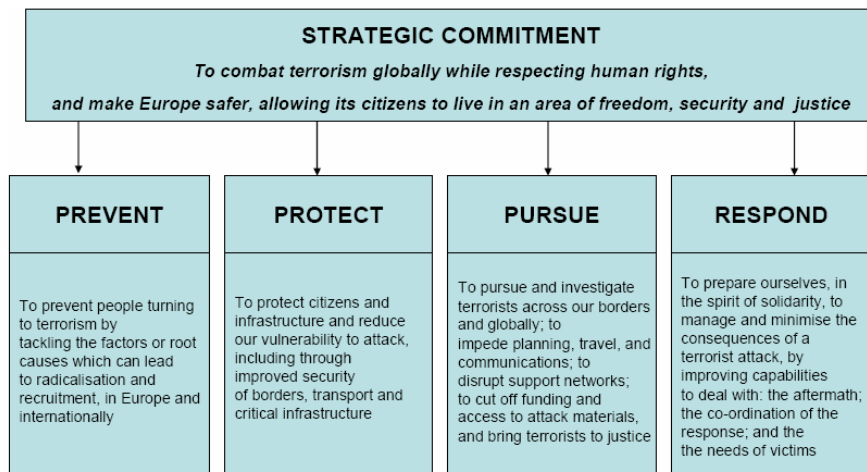 STRATEGIC COMMITMENT
To combat terrorism globally while respecting human rights,
and make Europe safer, allowing its citizens to live in an area of freedom, security and justice
PREVENT
To prevent people turning
to terrorism by
tackling the factors or root
causes which can lead
to radicalisation and
recruitment, in Europe and
internationally
PROTECT
To protect citizens and
infrastructure and reduce
our vulnerability to attack,
including through
improved security
of borders, transport and
critical infrastructure
PURSUE
To pursue and investigate
terrorists across our borders
and globally; to
impede planning, travel, and
communications; to
disrupt support networks;
to cut off funding and
access to attack materials,
and bring terrorists to justice
RESPOND
To prepare ourselves, in
the spirit of solidarity, to
manage and minimise the
consequences of a
terrorist attack, by
improving capabilities
to deal with: the aftermath;
the co-ordination of the
response; and the
the needs of victims